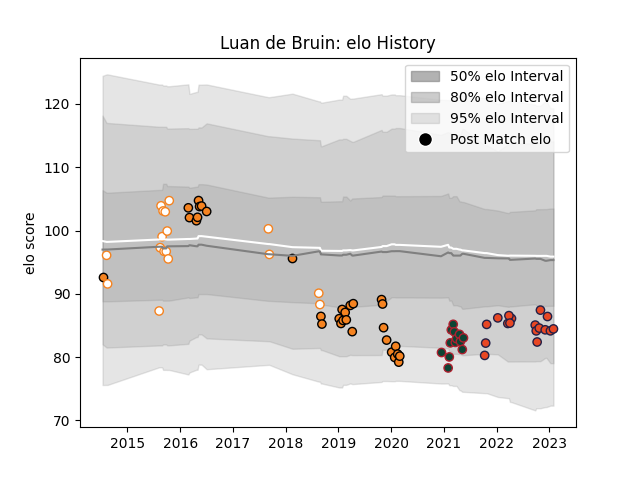 Luan de Bruin: elo History
50% elo Interval
80% elo Interval
95% elo Interval
Post Match elo
elo score
120
110
100
90
80
70
2015 2016 2017 2018 2019 2020 2021 2022 2023